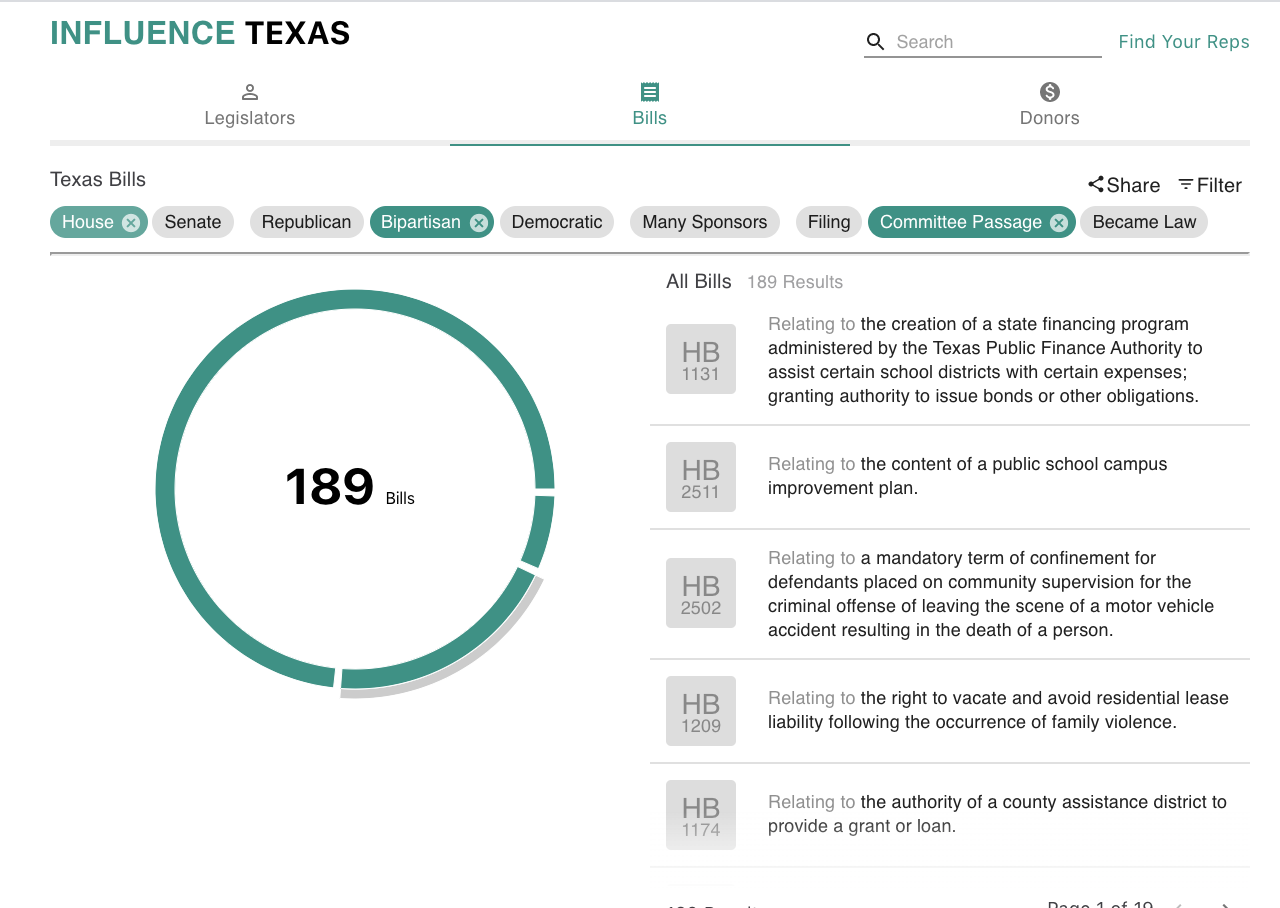 INFLUENCE TEXAS
Search
Find Your Reps
Legislators
Bills
Donors
Texas Bills
Share
Filter
House
Senate
Republican
Bipartisan
Democratic
Many Sponsors
Filing
Committee Passage
Became Law
189 Bills
All Bills 189 Results
HB
1131
Relating to the creation of a state financing program
administered by the Texas Public Finance Authority to
assist certain school districts with certain expenses;
granting authority to issue bonds or other obligations.
HB
2511
Relating to the content of a public school campus
improvement plan.
HB
2502
Relating to a mandatory term of confinement for
defendants placed on community supervision for the
criminal offense of leaving the scene of a motor vehicle
accident resulting in the death of a person.
HB
1209
Relating to the right to vacate and avoid residential lease
liability following the occurrence of family violence.
HB
1174
Relating to the authority of a county assistance district to
provide a grant or loan.
Page 1 of 19